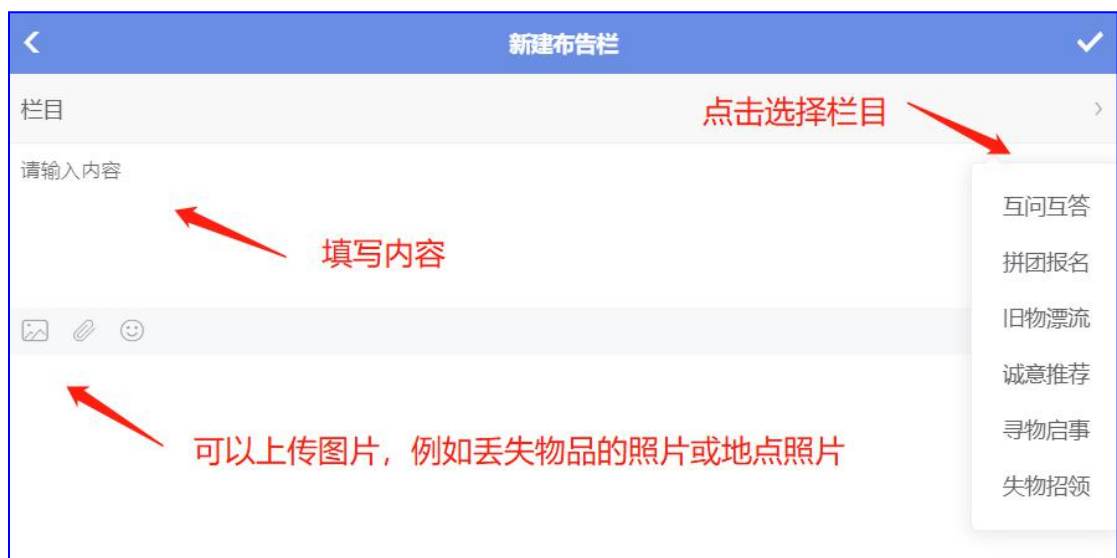 新建布告栏
栏目
点击选择栏目
请输入内容
填写内容
互问互答
拼团报名
旧物漂流
诚意推荐
寻物启事
失物招领
可以上传图片，例如丢失物品的照片或地点照片